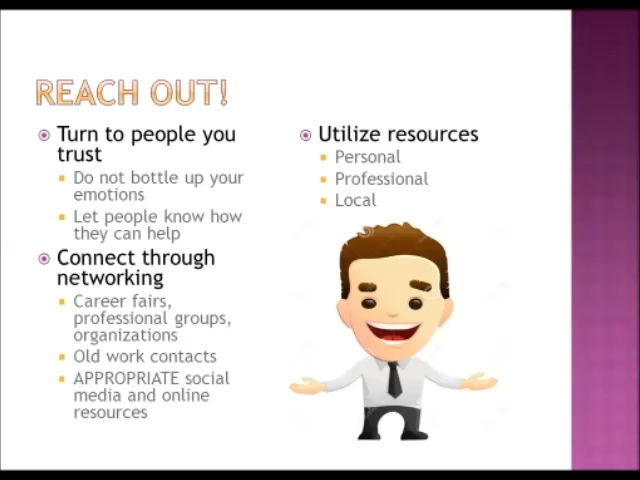 REACH OUT!
Turn to people you
trust
Do not bottle up your
emotions
Let people know how
they can help
Connect through
networking
Career fairs,
professional groups,
organizations
Old work contacts
APPROPRIATE social
media and online
resources
Utilize resources
Personal
Professional
Local